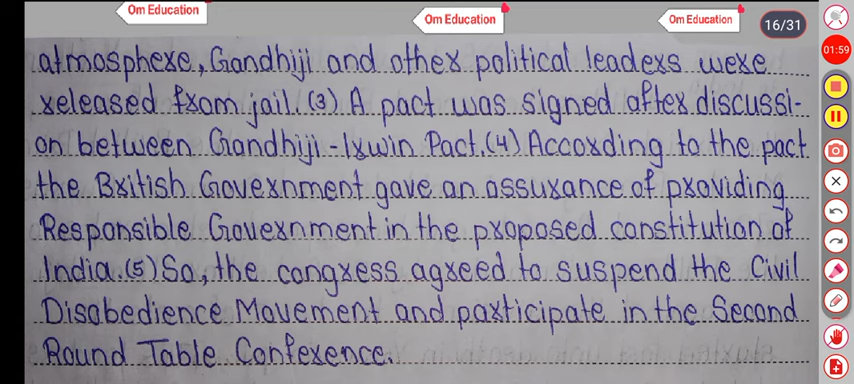 Om Education
Om Education
Om Education
16/31
01:59
atmosphere, Gandhiji and other political leaders were
released from jail. (3) A pact was signed after discussi-
on between Gandhiji - Irwin Pact. (4) According to the pact
the British Government gave an assurance of providing
Responsible Government in the proposed constitution of
India. (5) So, the congress agreed to suspend the Civil
Disobedience Movement and participate in the Second
Round Table Conference.